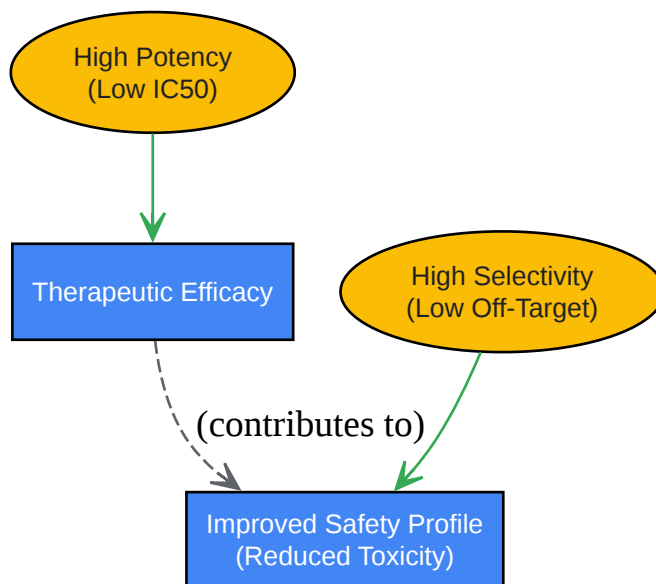 High Potency
(Low IC50)
Therapeutic Efficacy
High Selectivity
(Low Off-Target)
(contributes to)
Improved Safety Profile
(Reduced Toxicity)